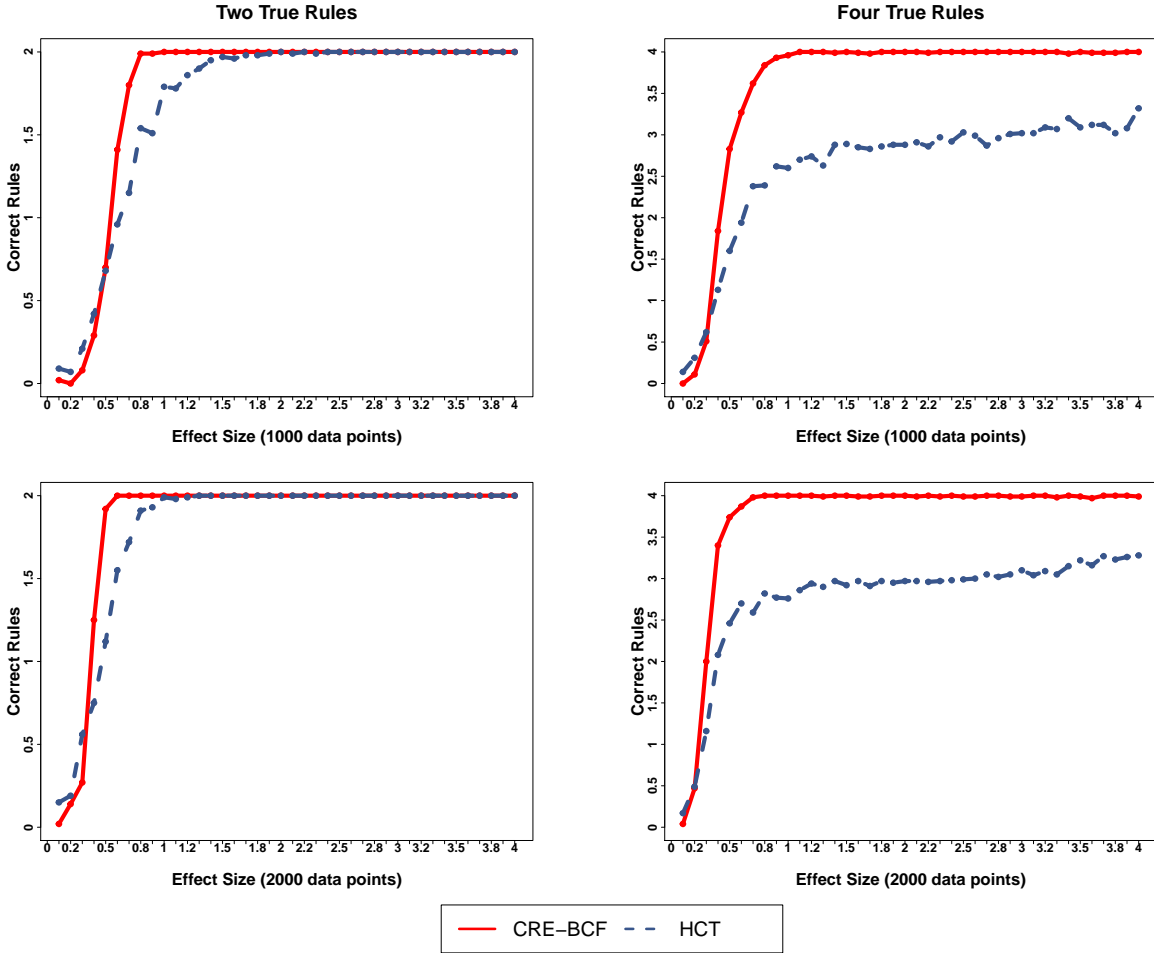 Two True Rules
Four True Rules
Correct Rules
0 0.5 1 1.5 2
0 0.2 0.5 0.8 1 1.2 1.5 1.8 2 2.2 2.5 2.8 3 3.2 3.5 3.8 4
Effect Size (1000 data points)
Correct Rules
0 0.5 1 1.5 2 2.5 3 3.5 4
0 0.2 0.5 0.8 1 1.2 1.5 1.8 2 2.2 2.5 2.8 3 3.2 3.5 3.8 4
Effect Size (1000 data points)
Correct Rules
0 0.5 1 1.5 2
0 0.2 0.5 0.8 1 1.2 1.5 1.8 2 2.2 2.5 2.8 3 3.2 3.5 3.8 4
Effect Size (2000 data points)
Correct Rules
0 0.5 1 1.5 2 2.5 3 3.5 4
0 0.2 0.5 0.8 1 1.2 1.5 1.8 2 2.2 2.5 2.8 3 3.2 3.5 3.8 4
Effect Size (2000 data points)
CRE−BCF HCT